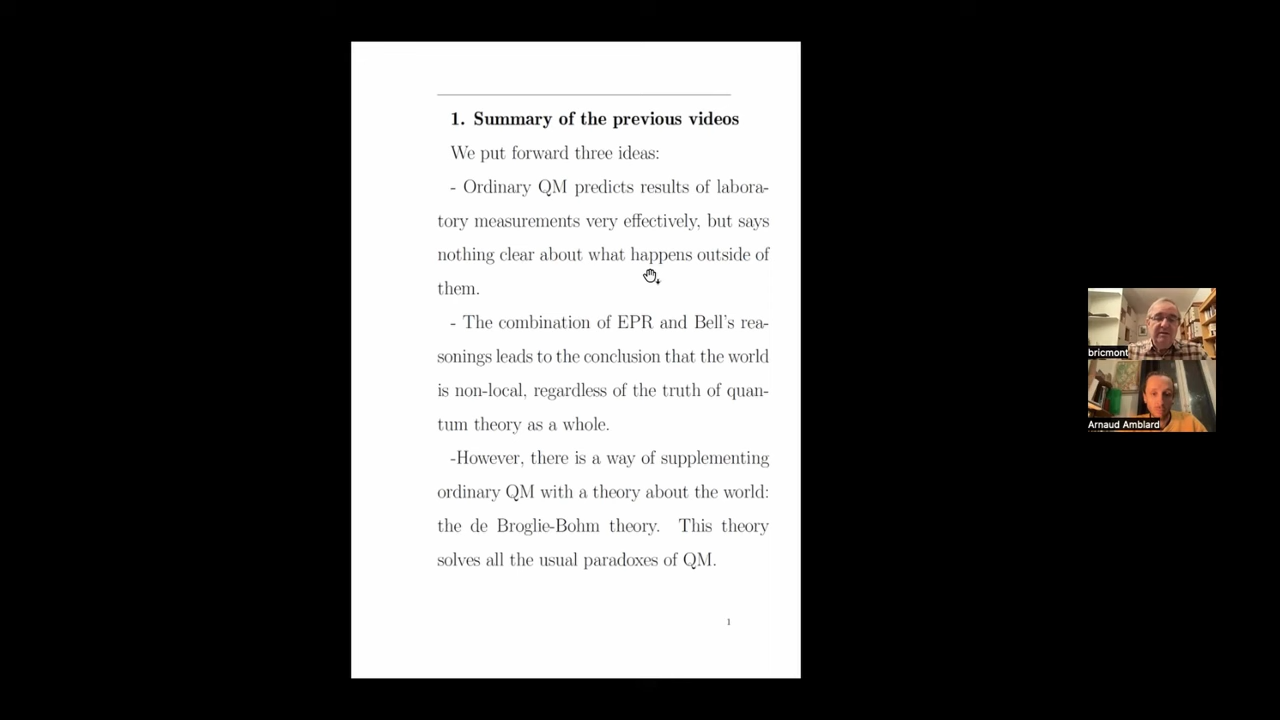 1. Summary of the previous videos
We put forward three ideas:
- Ordinary QM predicts results of labora-
tory measurements very effectively, but says
nothing clear about what happens outside of
them.
- The combination of EPR and Bell's rea-
sonings leads to the conclusion that the world
is non-local, regardless of the truth of quan-
tum theory as a whole.
-However, there is a way of supplementing
ordinary QM with a theory about the world:
the de Broglie-Bohm theory. This theory
solves all the usual paradoxes of QM.
1
bricmont
Arnaud Amblard